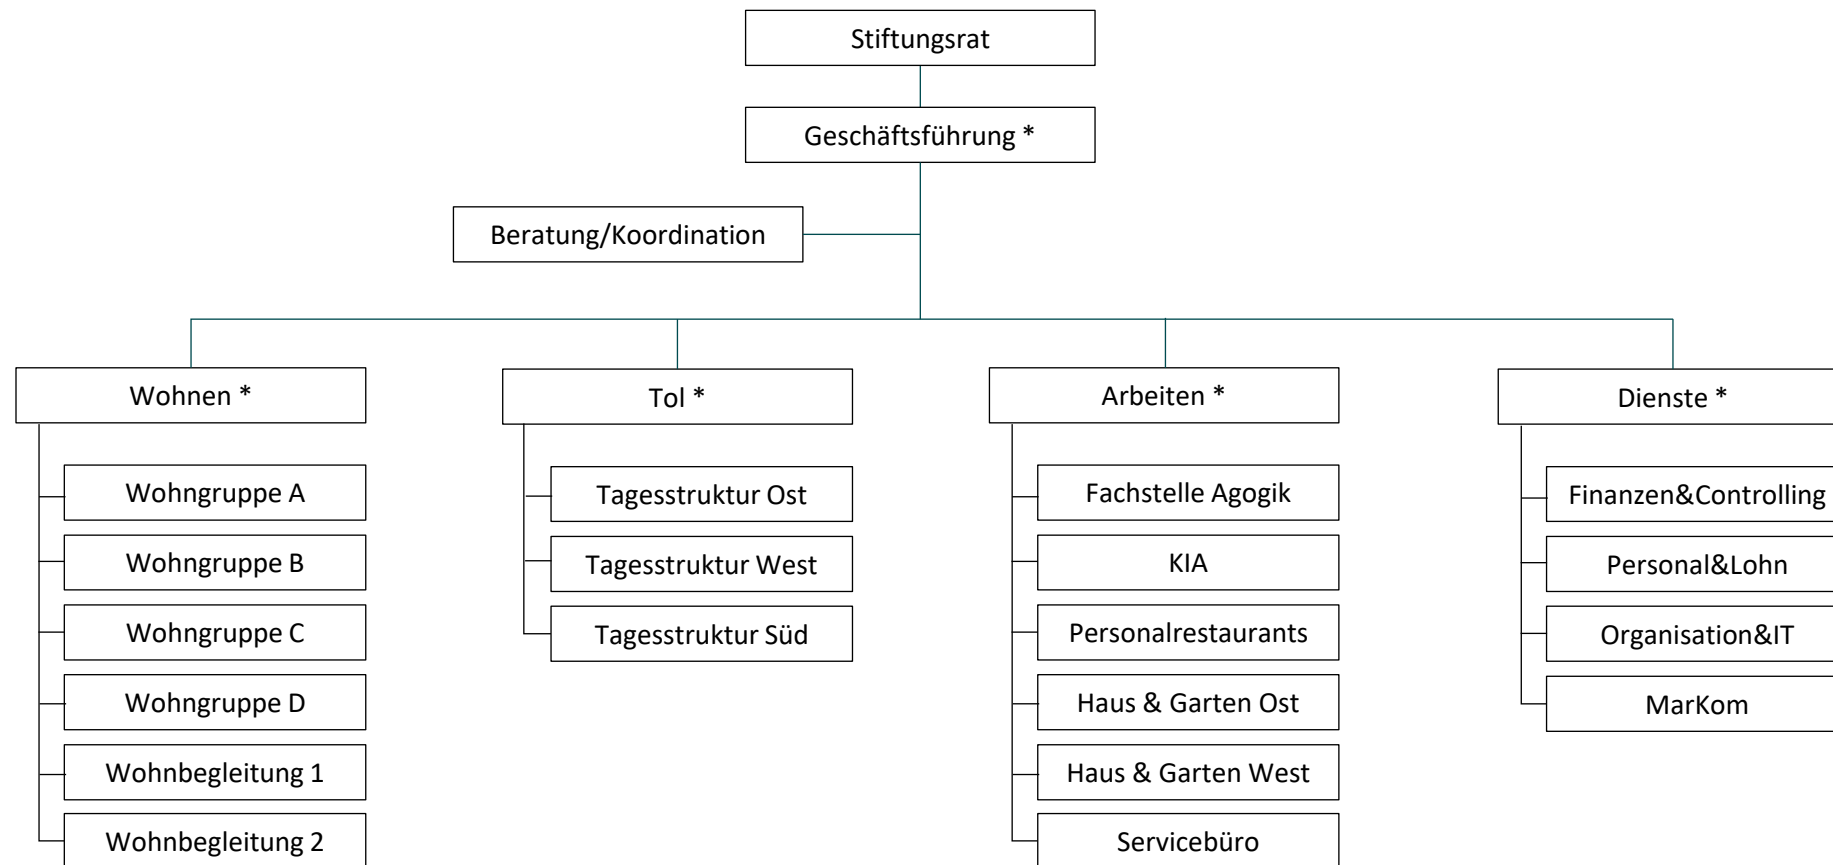 Stiftungsrat
Geschäftsführung *
Beratung/Koordination
Wohnen *
Wohngruppe A
Wohngruppe B
Wohngruppe C
Wohngruppe D
Wohnbegleitung 1
Wohnbegleitung 2
Tol *
Tagesstruktur Ost
Tagesstruktur West
Tagesstruktur Süd
Arbeiten *
Fachstelle Agogik
KIA
Personalrestaurants
Haus & Garten Ost
Haus & Garten West
Servicebüro
Dienste *
Finanzen&Controlling
Personal&Lohn
Organisation&IT
MarKom